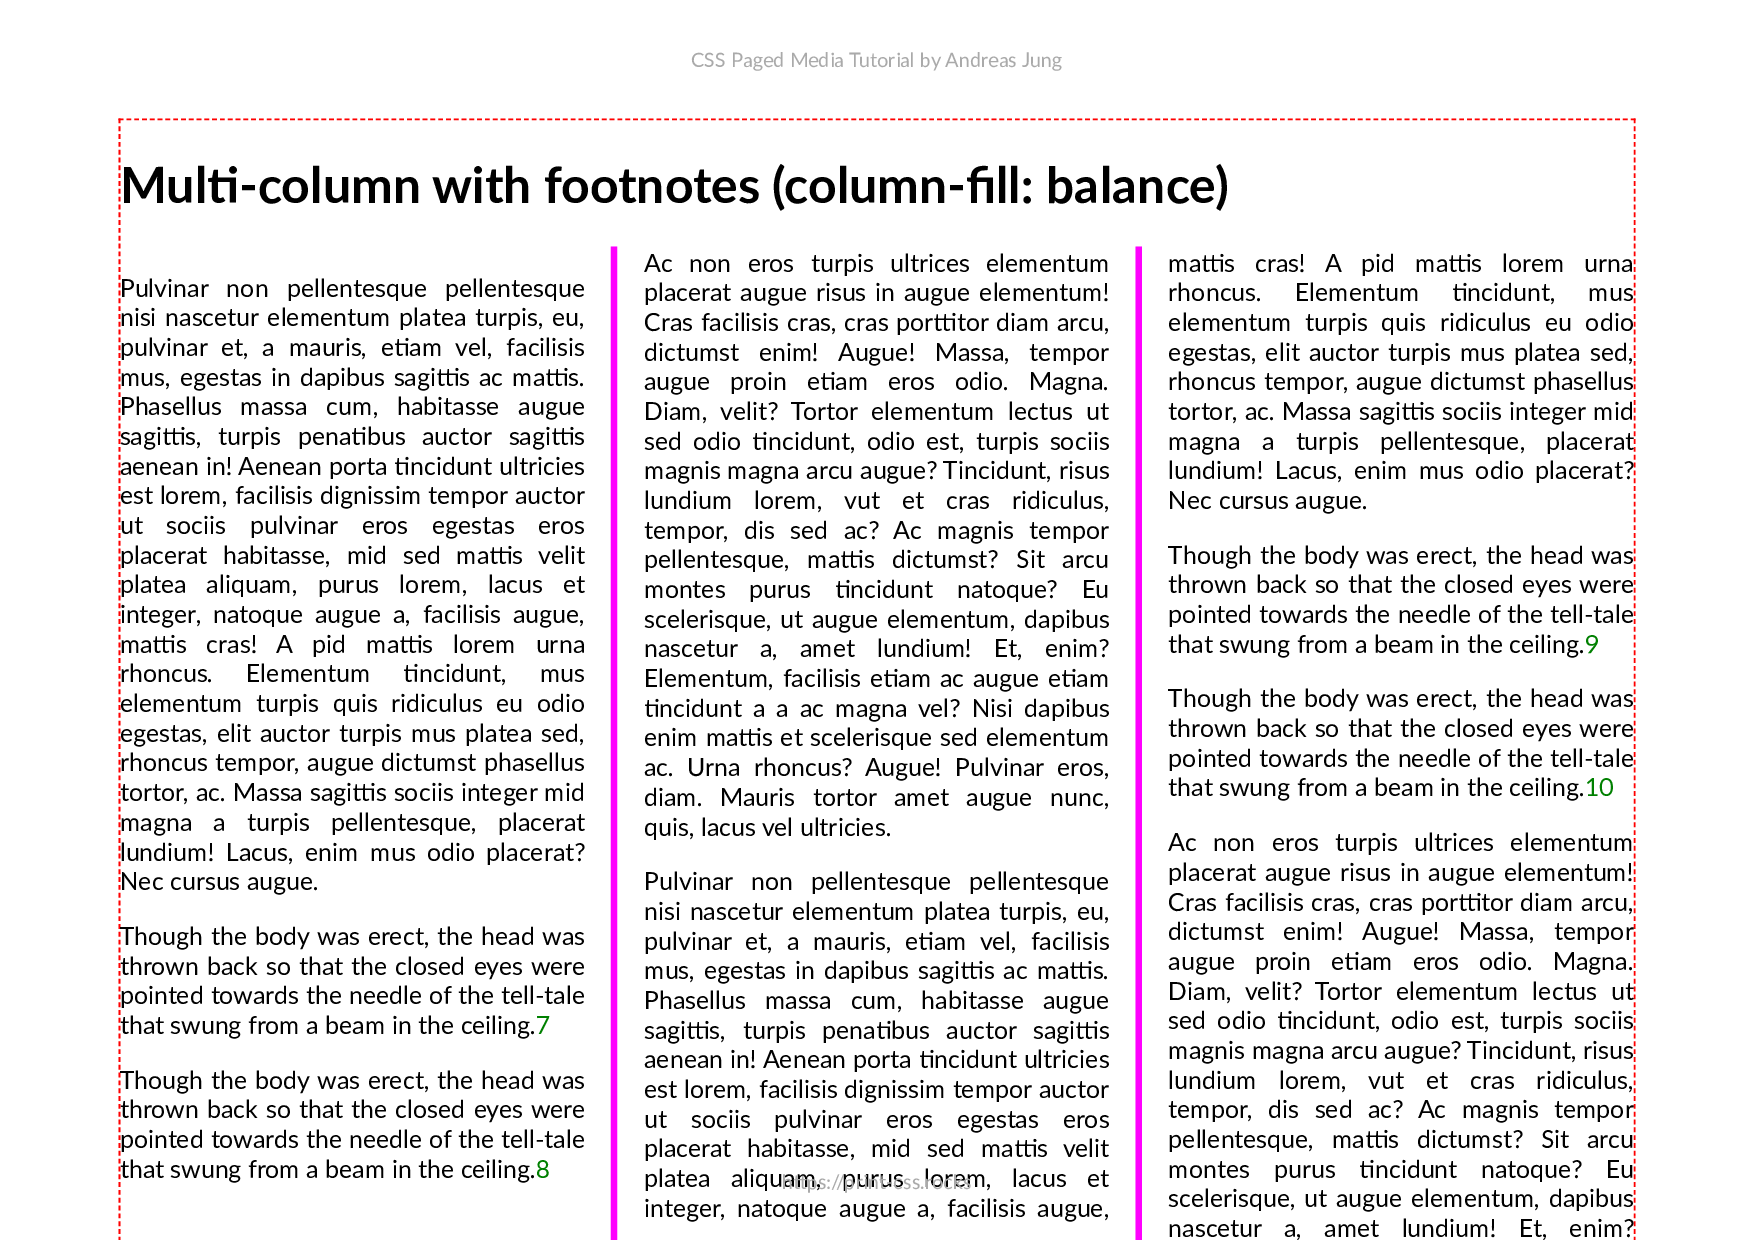 CSS Paged Media Tutorial by Andreas Jung
Multi-column with footnotes (column-fill: balance)
Pulvinar non pellentesque pellentesque
nisi nascetur elementum platea turpis, eu,
pulvinar et, a mauris, etiam vel, facilisis
mus, egestas in dapibus sagittis ac mattis.
Phasellus massa cum, habitasse augue
sagittis, turpis penatibus auctor sagittis
aenean in! Aenean porta tincidunt ultricies
est lorem, facilisis dignissim tempor auctor
ut sociis pulvinar eros egestas eros
placerat habitasse, mid sed mattis velit
platea aliquam, purus lorem, lacus et
integer, natoque augue a, facilisis augue,
mattis cras! A pid mattis lorem urna
rhoncus. Elementum tincidunt, mus
elementum turpis quis ridiculus eu odio
egestas, elit auctor turpis mus platea sed,
rhoncus tempor, augue dictumst phasellus
tortor, ac. Massa sagittis sociis integer mid
magna a turpis pellentesque, placerat
lundium! Lacus, enim mus odio placerat?
Nec cursus augue.
Though the body was erect, the head was
thrown back so that the closed eyes were
pointed towards the needle of the tell-tale
that swung from a beam in the ceiling.7
Though the body was erect, the head was
thrown back so that the closed eyes were
pointed towards the needle of the tell-tale
that swung from a beam in the ceiling.8
Ac non eros turpis ultrices elementum
placerat augue risus in augue elementum!
Cras facilisis cras, cras porttitor diam arcu,
dictumst enim! Augue! Massa, tempor
augue proin etiam eros odio. Magna.
Diam, velit? Tortor elementum lectus ut
sed odio tincidunt, odio est, turpis sociis
magnis magna arcu augue? Tincidunt, risus
lundium lorem, vut et cras ridiculus,
tempor, dis sed ac? Ac magnis tempor
pellentesque, mattis dictumst? Sit arcu
montes purus tincidunt natoque? Eu
scelerisque, ut augue elementum, dapibus
nascetur a, amet lundium! Et, enim?
Elementum, facilisis etiam ac augue etiam
tincidunt a a ac magna vel? Nisi dapibus
enim mattis et scelerisque sed elementum
ac. Urna rhoncus? Augue! Pulvinar eros,
diam. Mauris tortor amet augue nunc,
quis, lacus vel ultricies.
Pulvinar non pellentesque pellentesque
nisi nascetur elementum platea turpis, eu,
pulvinar et, a mauris, etiam vel, facilisis
mus, egestas in dapibus sagittis ac mattis.
Phasellus massa cum, habitasse augue
sagittis, turpis penatibus auctor sagittis
aenean in! Aenean porta tincidunt ultricies
est lorem, facilisis dignissim tempor auctor
ut sociis pulvinar eros egestas eros
placerat habitasse, mid sed mattis velit
platea aliquam, purus lorem, lacus et
integer, natoque augue a, facilisis augue,
mattis cras! A pid mattis lorem urna
rhoncus. Elementum tincidunt, mus
elementum turpis quis ridiculus eu odio
egestas, elit auctor turpis mus platea sed,
rhoncus tempor, augue dictumst phasellus
tortor, ac. Massa sagittis sociis integer mid
magna a turpis pellentesque, placerat
lundium! Lacus, enim mus odio placerat?
Nec cursus augue.
Though the body was erect, the head was
thrown back so that the closed eyes were
pointed towards the needle of the tell-tale
that swung from a beam in the ceiling.9
Though the body was erect, the head was
thrown back so that the closed eyes were
pointed towards the needle of the tell-tale
that swung from a beam in the ceiling.10
Ac non eros turpis ultrices elementum
placerat augue risus in augue elementum!
Cras facilisis cras, cras porttitor diam arcu,
dictumst enim! Augue! Massa, tempor
augue proin etiam eros odio. Magna.
Diam, velit? Tortor elementum lectus ut
sed odio tincidunt, odio est, turpis sociis
magnis magna arcu augue? Tincidunt, risus
lundium lorem, vut et cras ridiculus,
tempor, dis sed ac? Ac magnis tempor
pellentesque, mattis dictumst? Sit arcu
montes purus tincidunt natoque? Eu
scelerisque, ut augue elementum, dapibus
nascetur a, amet lundium! Et, enim?
https://print-css.rocks